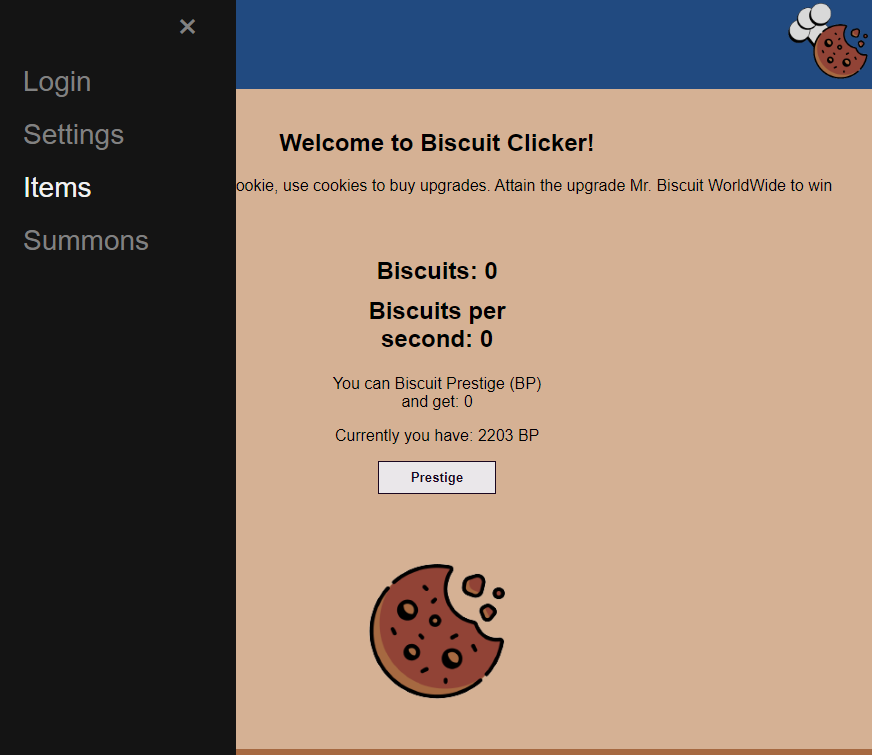 ×
Login
Settings
Items
Summons
Welcome to Biscuit Clicker!
ookie, use cookies to buy upgrades. Attain the upgrade Mr. Biscuit WorldWide to win
Biscuits: 0
Biscuits per
second: 0
You can Biscuit Prestige (BP)
and get: 0
Currently you have: 2203 BP
Prestige